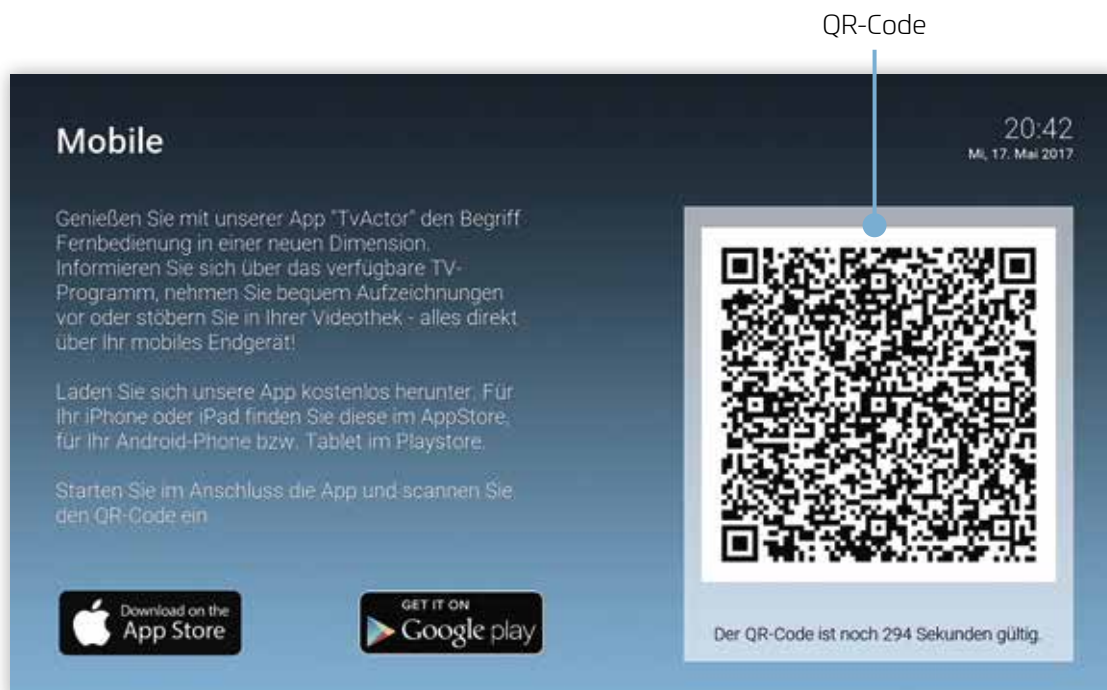 QR-Code
Mobile
20:42
Mi, 17. Mai 2017
Genießen Sie mit unserer App "TvActor" den Begriff
Fernbedienung in einer neuen Dimension.
Informieren Sie sich über das verfügbare TV-
Programm, nehmen Sie bequem Aufzeichnungen
vor oder stöbern Sie in Ihrer Videothek - alles direkt
über Ihr mobiles Endgerät!
Laden Sie sich unsere App kostenlos herunter. Für
Ihr iPhone oder iPad finden Sie diese im AppStore,
für Ihr Android-Phone bzw. Tablet im Playstore.
Starten Sie im Anschluss die App und scannen Sie
den QR-Code ein
Download on the
App Store
GET IT ON
Google play
Der QR-Code ist noch 294 Sekunden gültig.